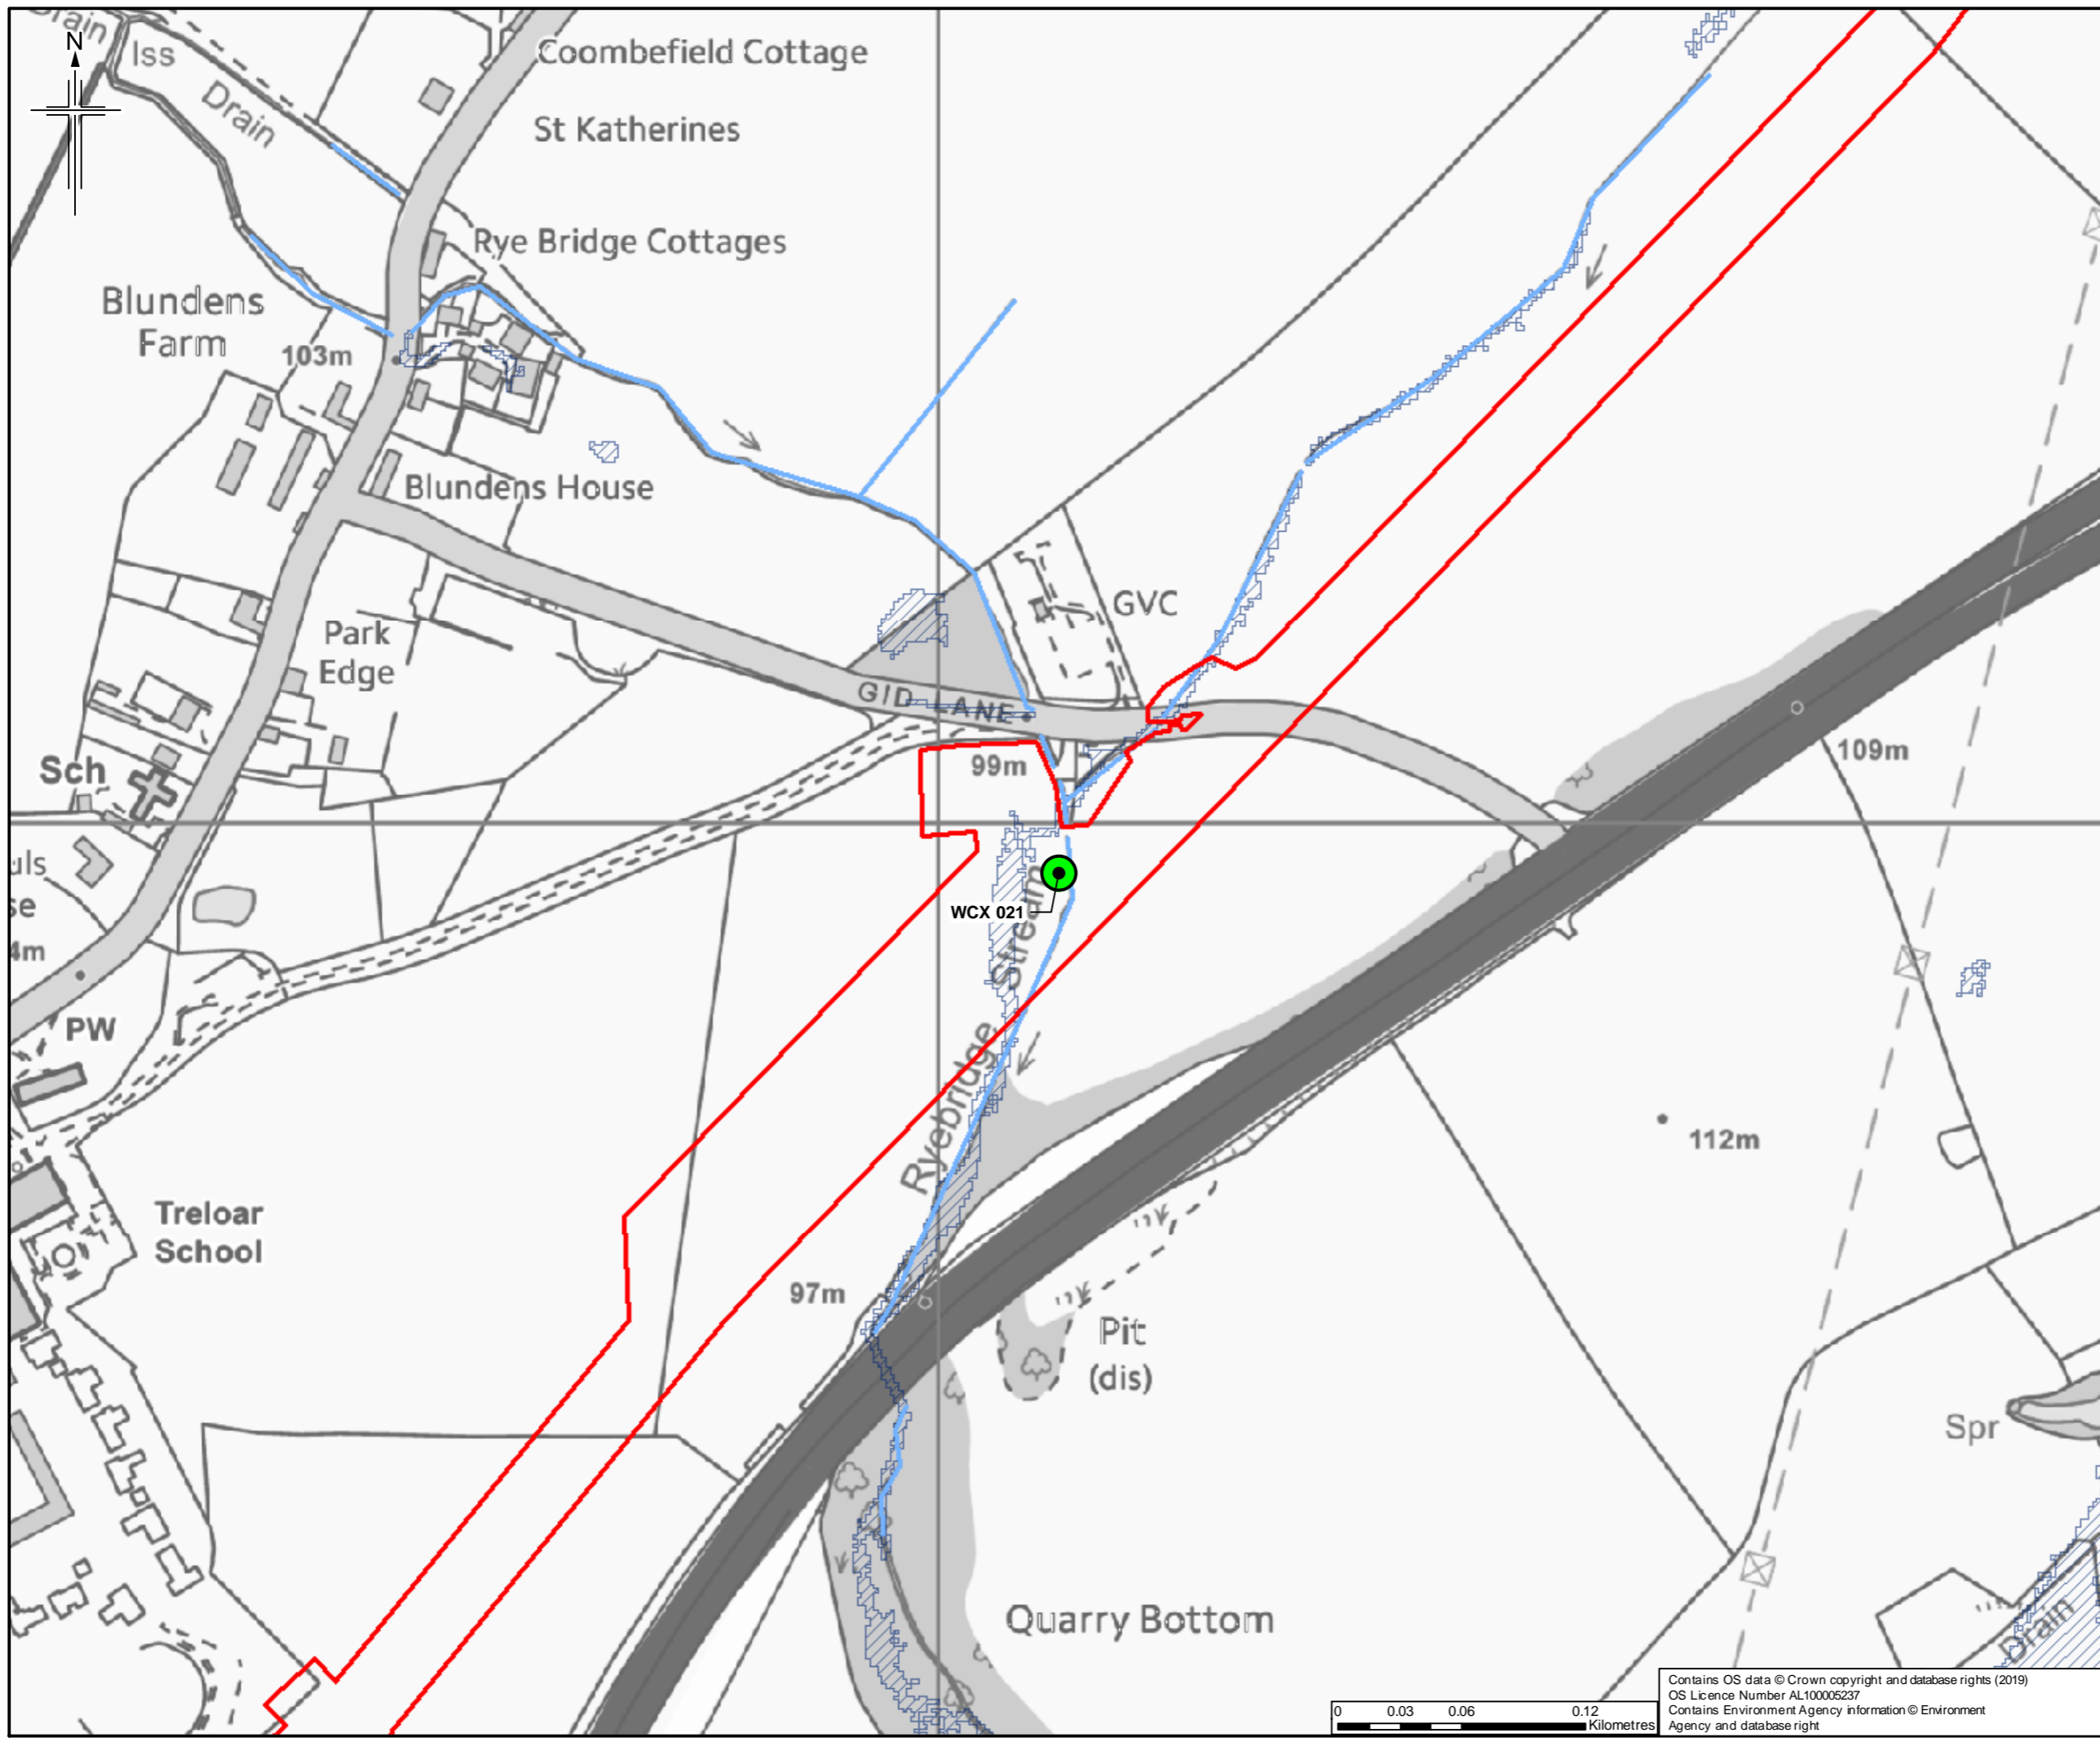 Drain
Iss
N
Coombefield Cottage
Drain
St Katherines
Rye Bridge Cottages
Blundens
Farm
103m
Blundens House
GVC
Park
Edge
GID LANE
109m
99m
Sch
WCX 021
Stream
4m
PW
Ryebridge
112m
Treloar
School
97m
Pit
(dis)
Spr
Quarry Bottom
Drain
0 0.03 0.06 0.12
Kilometres
Contains OS data © Crown copyright and database rights (2019)
OS Licence Number AL100005237
Contains Environment Agency information © Environment
Agency and database right